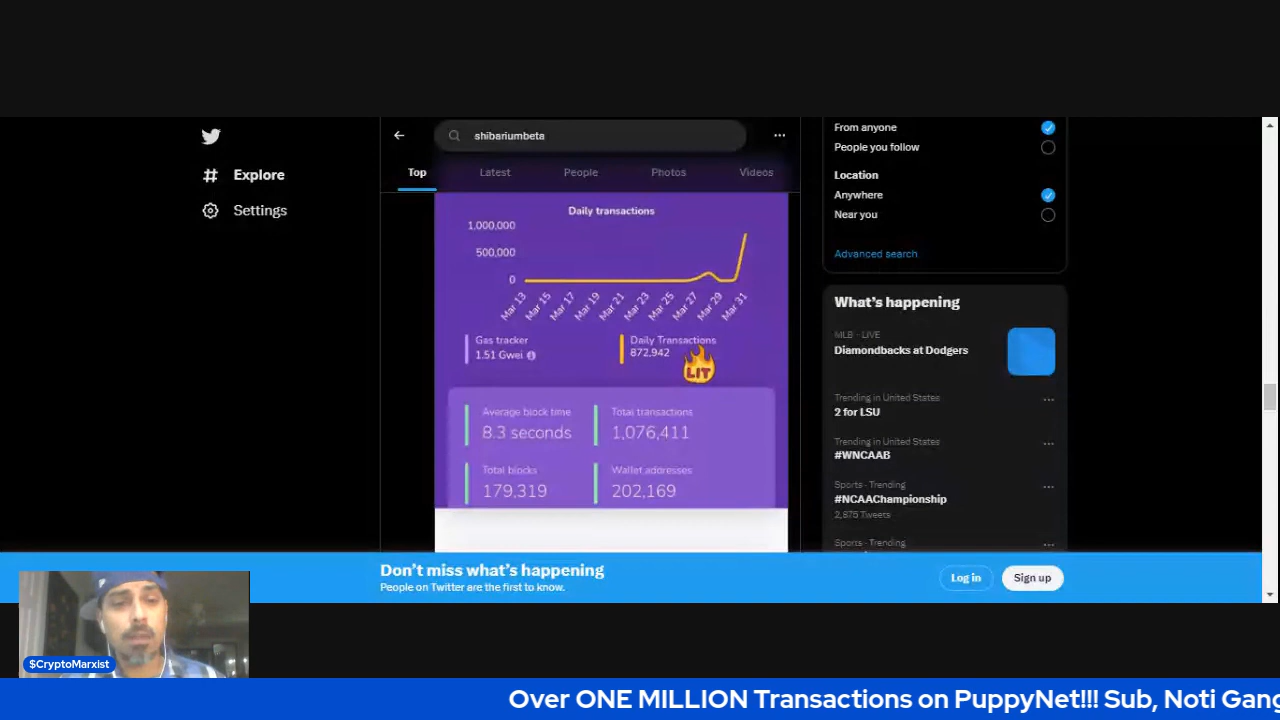 shibariumbeta
Explore
Settings
Top
Latest
People
Photos
Videos
Daily transactions
1,000,000
500,000
0
Mar 13
Mar 15
Mar 17
Mar 19
Mar 21
Mar 23
Mar 25
Mar 27
Mar 29
Mar 31
Gas tracker
1.51 Gwei
Daily Transactions
872,942
LIT
Average block time
8.3 seconds
Total transactions
1,076,411
Total blocks
179,319
Wallet addresses
202,169
From anyone
People you follow
Location
Anywhere
Near you
Advanced search
What's happening
MLB · LIVE
Diamondbacks at Dodgers
Trending in United States
2 for LSU
Trending in United States
#WNCAAB
Sports · Trending
#NCAAChampionship
2,875 Tweets
Sports · Trending
Don't miss what's happening
People on Twitter are the first to know.
Log in
Sign up
$CryptoMarxist
Over ONE MILLION Transactions on PuppyNet!!! Sub, Noti Gang